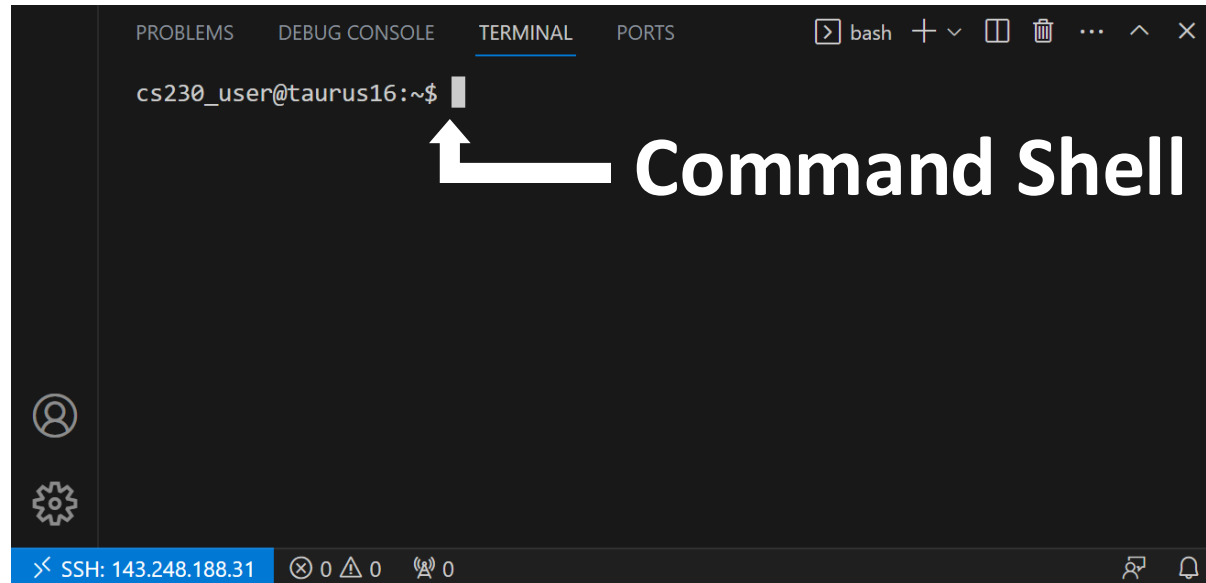 PROBLEMS DEBUG CONSOLE TERMINAL PORTS bash
cs230_user@taurus16:~$
Command Shell
SSH: 143.248.188.31 0 0 0